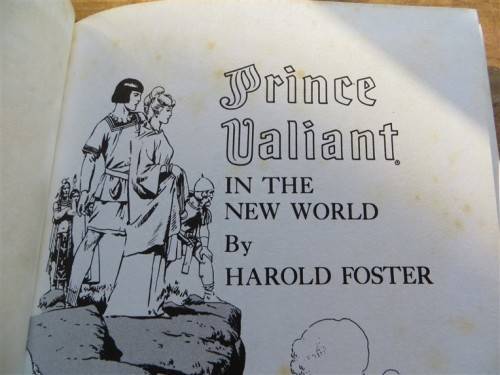 Prince
Valiant®
IN THE
NEW WORLD
By
HAROLD FOSTER